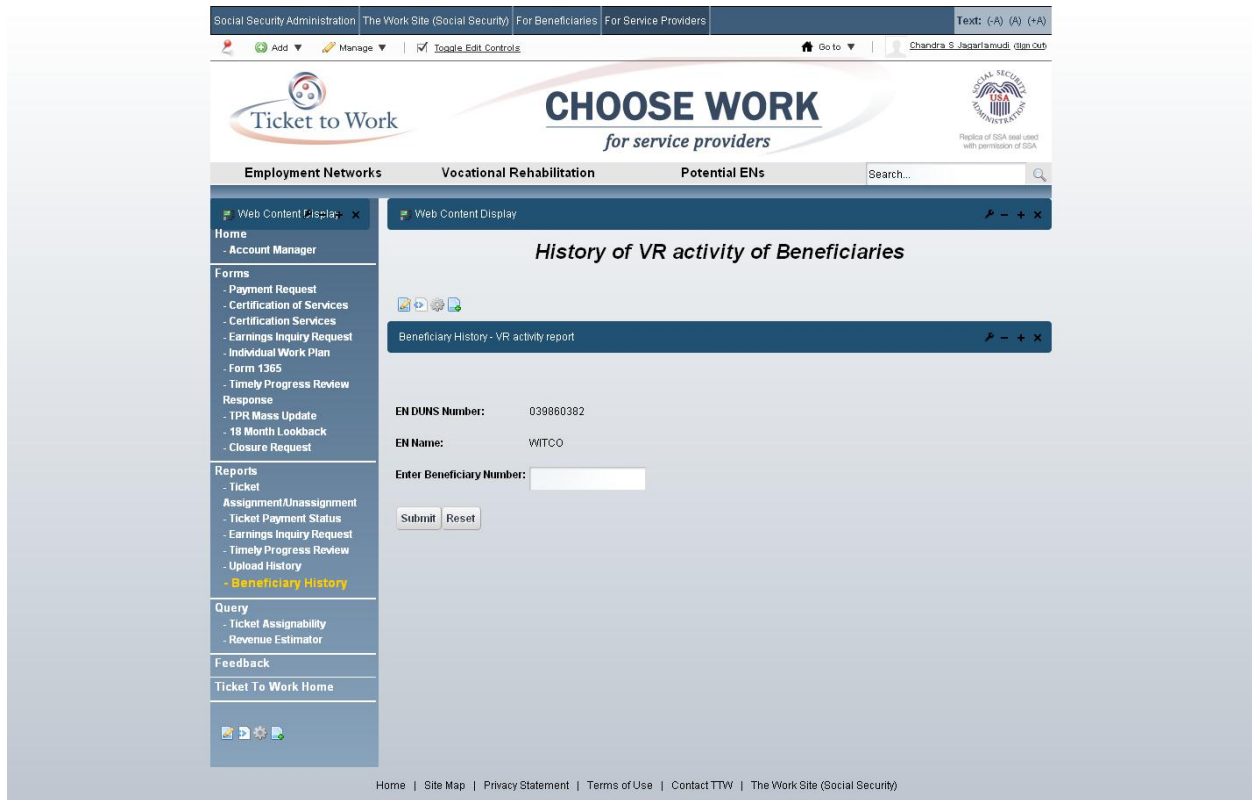 Social Security Administration The Work Site (Social Security) For Beneficiaries For Service Providers Text: (-A) (A) (+A)
Add ▼ Manage ▼ | Toggle Edit Controls Go to ▼ | Chandra S Jagarlamudi (Sign Out)
Ticket to Work
CHOOSE WORK
for service providers
SOCIAL SECURITY ADMINISTRATION
USA
Replica of SSA seal used
with permission of SSA
Employment Networks Vocational Rehabilitation Potential ENs Search...
Web Content Display
Home
- Account Manager
Forms
- Payment Request
- Certification of Services
- Certification Services
- Earnings Inquiry Request
- Individual Work Plan
- Form 1365
- Timely Progress Review
Response
- TPR Mass Update
- 18 Month Lookback
- Closure Request
Reports
- Ticket
Assignment/Unassignment
- Ticket Payment Status
- Earnings Inquiry Request
- Timely Progress Review
- Upload History
- Beneficiary History
Query
- Ticket Assignability
- Revenue Estimator
Feedback
Ticket To Work Home
Web Content Display
History of VR activity of Beneficiaries
Beneficiary History - VR activity report
EN DUNS Number: 039860382
EN Name: WITCO
Enter Beneficiary Number:
Submit Reset
Home | Site Map | Privacy Statement | Terms of Use | Contact TTW | The Work Site (Social Security)